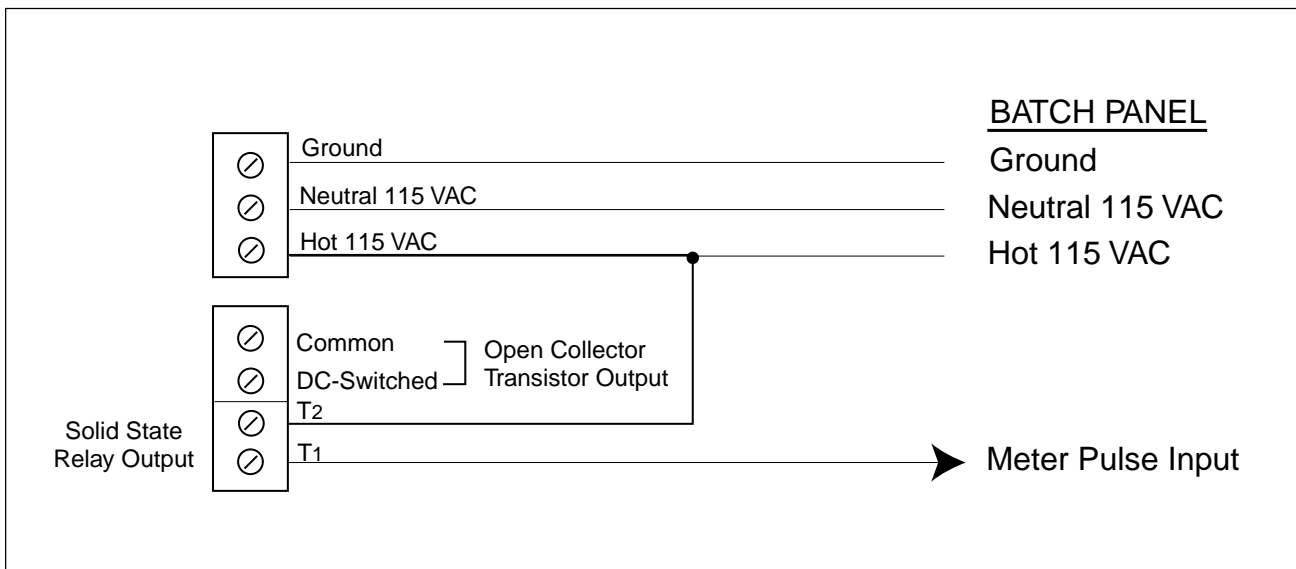 BATCH PANEL
Ground
Ground
Neutral 115 VAC
Neutral 115 VAC
Hot 115 VAC
Hot 115 VAC
Common
DC-Switched
Open Collector
Transistor Output
T2
T1
Solid State
Relay Output
Meter Pulse Input